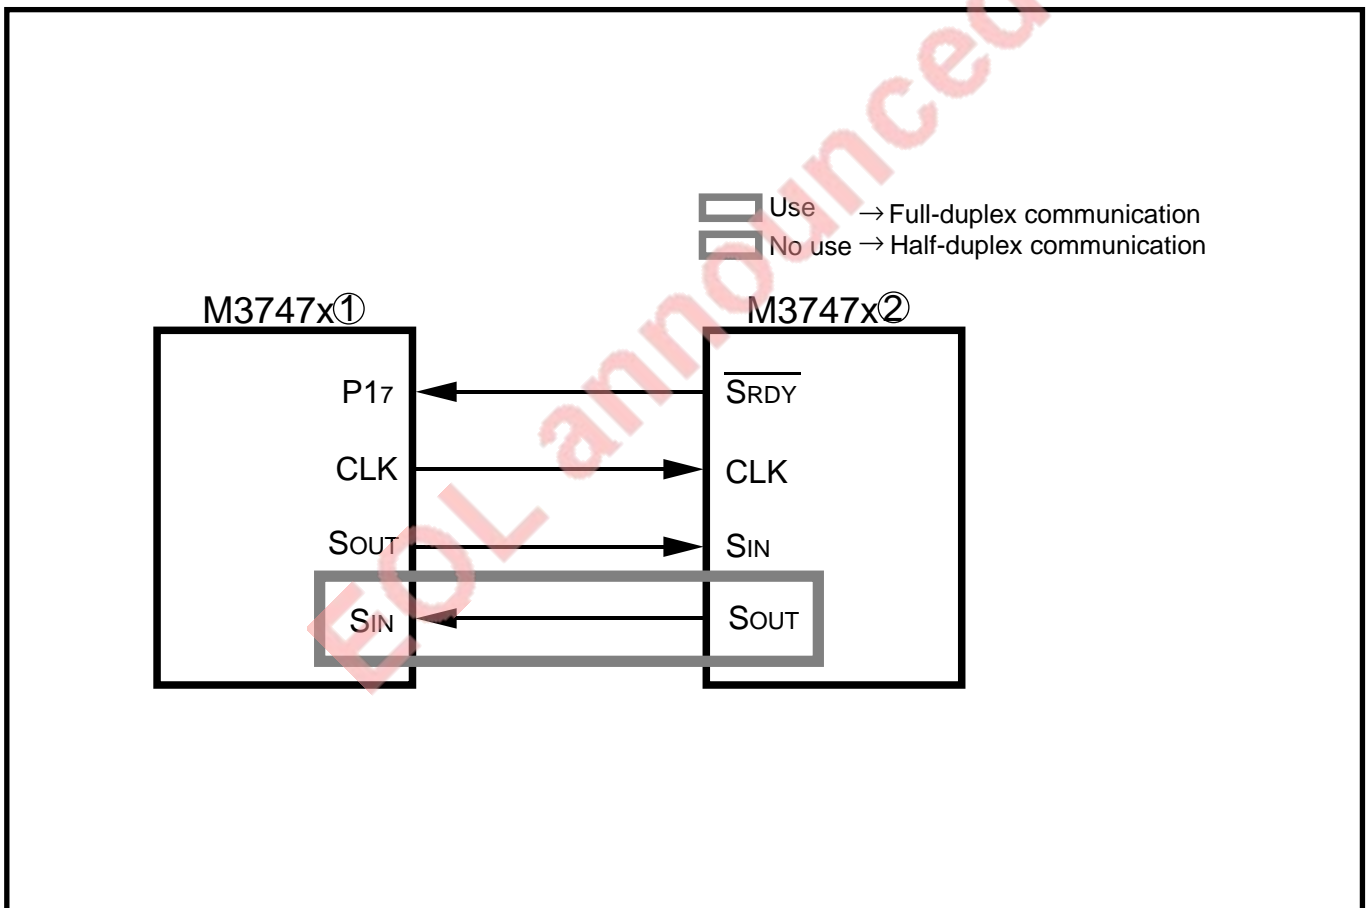 Use → Full-duplex communication
No use → Half-duplex communication
M3747x① M3747x②
P17 SRDY
CLK CLK
SOUT SIN
SIN SOUT
EOL announced